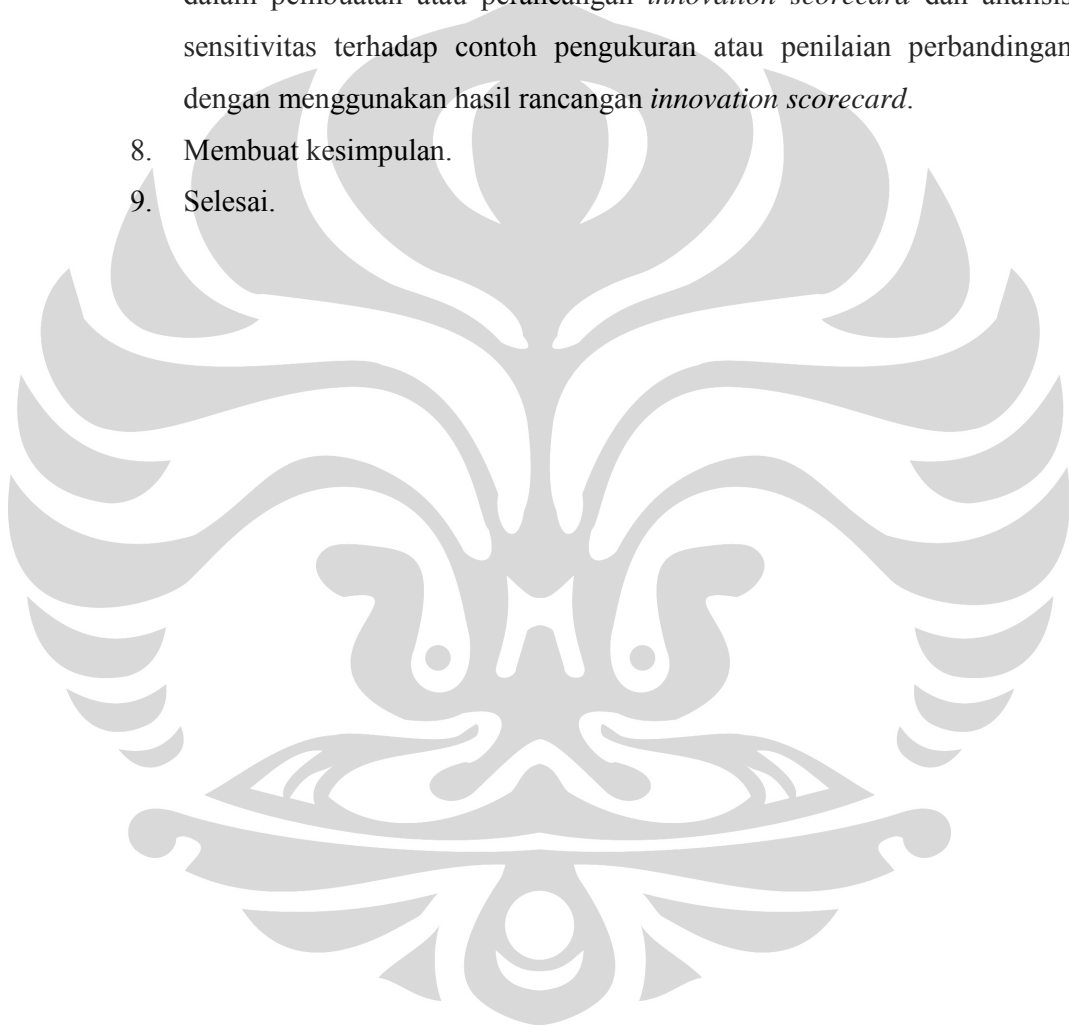 dalam pembuatan atau perancangan innovation scorecard dan analisis
sensitivitas terhadap contoh pengukuran atau penilaian perbandingan
dengan menggunakan hasil rancangan innovation scorecard.
8. Membuat kesimpulan.
9. Selesai.